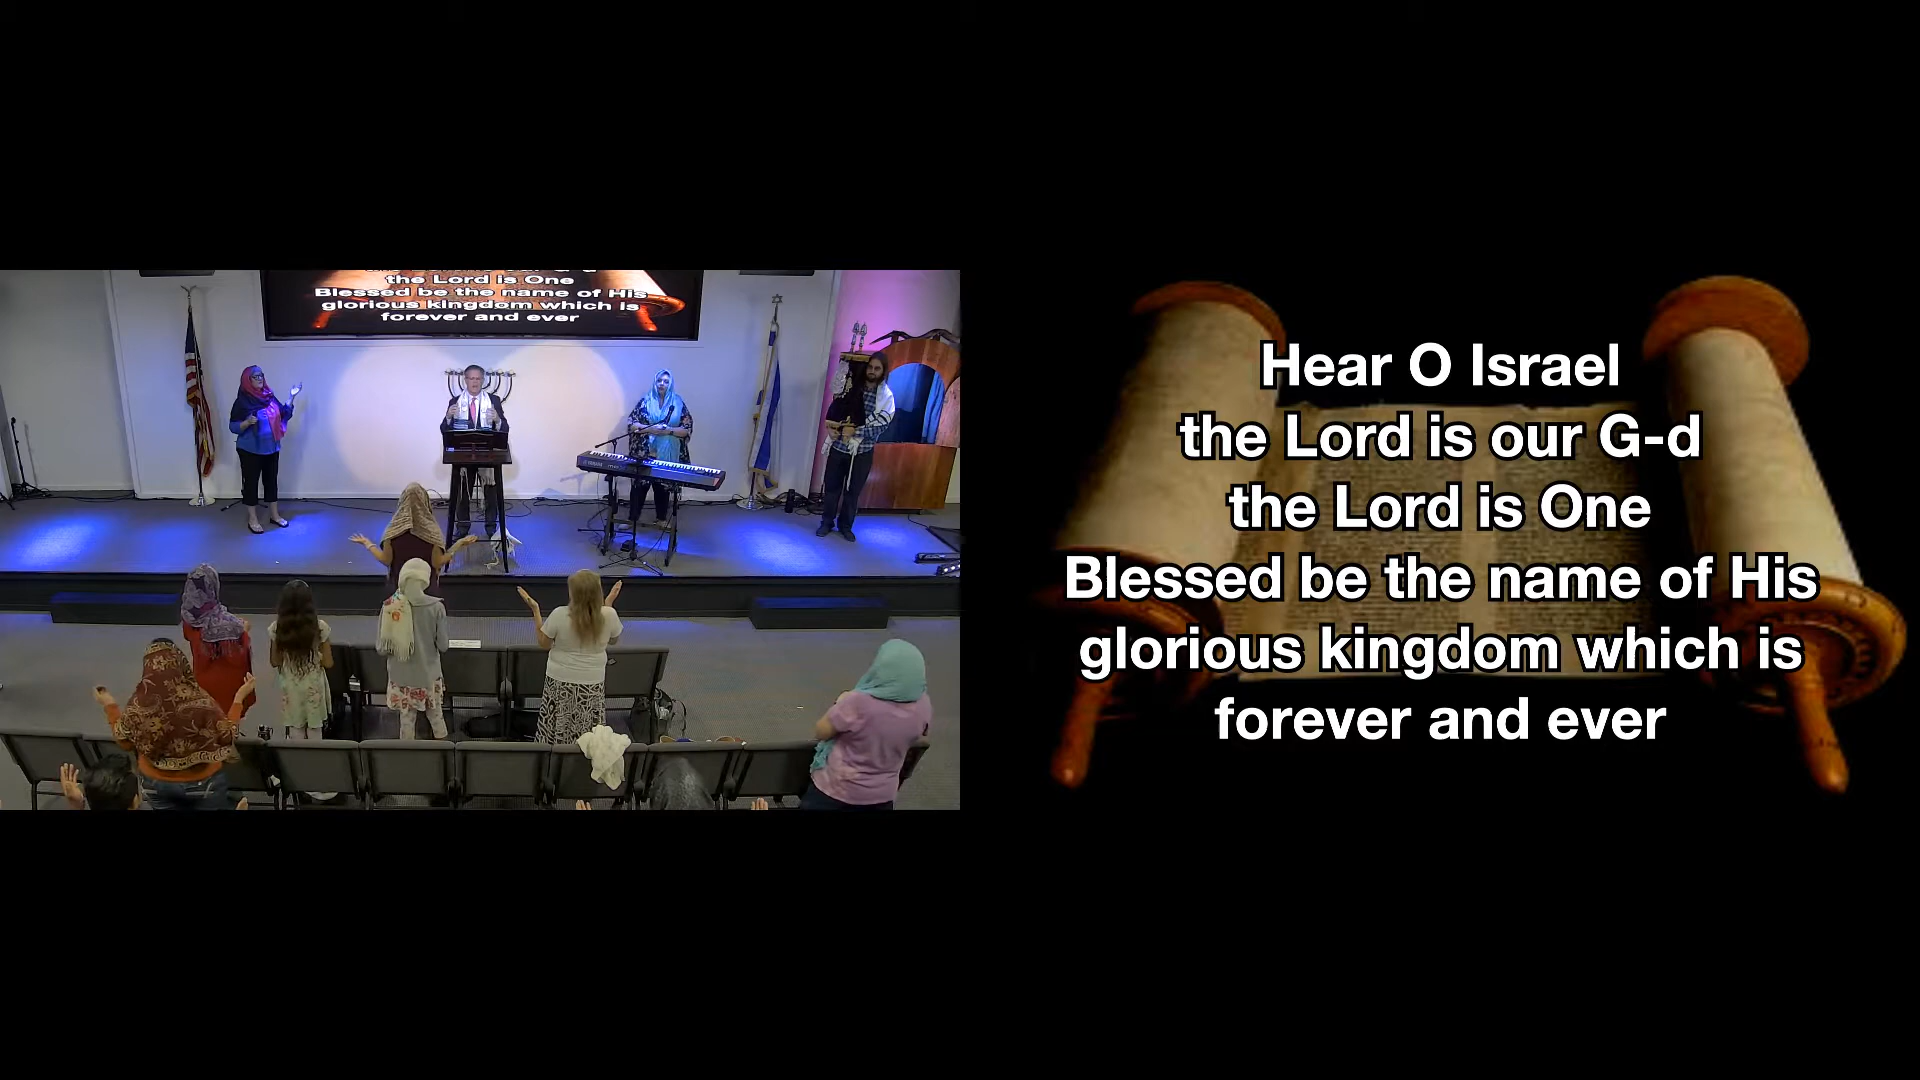 the Lord is One
Blessed be the name of His
glorious kingdom which is
forever and ever
Hear O Israel
the Lord is our G-d
the Lord is One
Blessed be the name of His
glorious kingdom which is
forever and ever